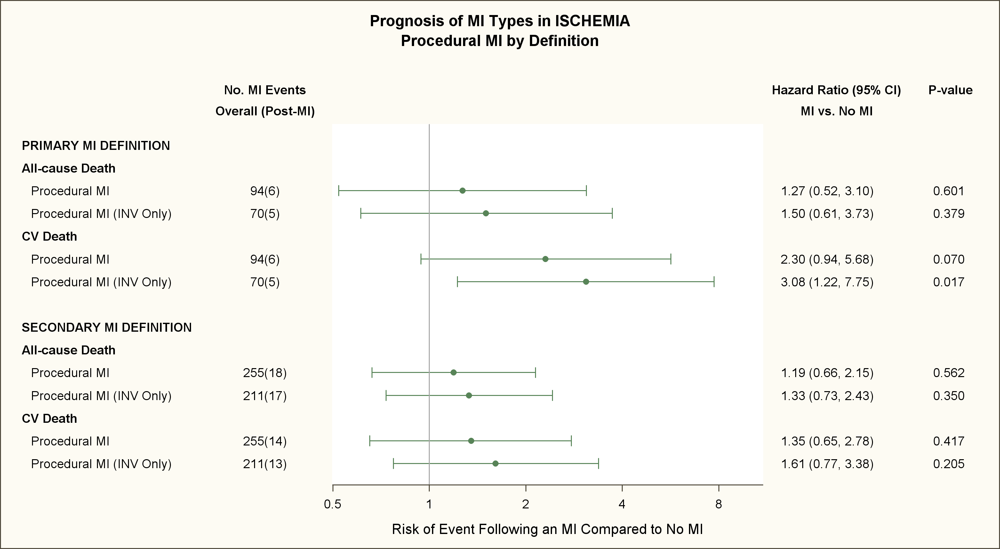 Prognosis of MI Types in ISCHEMIA
Procedural MI by Definition
No. MI Events Hazard Ratio (95% CI) P-value
Overall (Post-MI) MI vs. No MI
PRIMARY MI DEFINITION
All-cause Death
Procedural MI 94(6) 1.27 (0.52, 3.10) 0.601
Procedural MI (INV Only) 70(5) 1.50 (0.61, 3.73) 0.379
CV Death
Procedural MI 94(6) 2.30 (0.94, 5.68) 0.070
Procedural MI (INV Only) 70(5) 3.08 (1.22, 7.75) 0.017
SECONDARY MI DEFINITION
All-cause Death
Procedural MI 255(18) 1.19 (0.66, 2.15) 0.562
Procedural MI (INV Only) 211(17) 1.33 (0.73, 2.43) 0.350
CV Death
Procedural MI 255(14) 1.35 (0.65, 2.78) 0.417
Procedural MI (INV Only) 211(13) 1.61 (0.77, 3.38) 0.205
0.5 1 2 4 8
Risk of Event Following an MI Compared to No MI